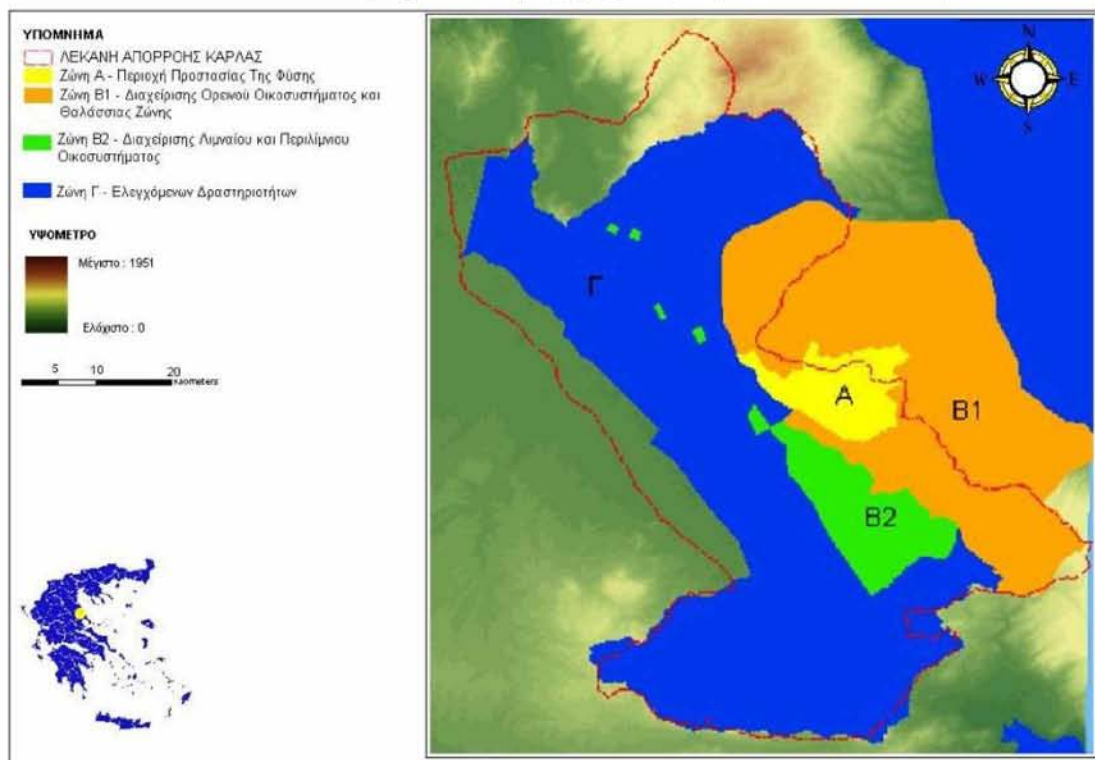 ΥΠΟΜΝΗΜΑ
ΛΕΚΑΝΗ ΑΠΟΡΡΟΗΣ ΚΑΡΛΑΣ
Ζώνη Α - Περιοχή Προστασίας Της Φύσης
Ζώνη Β1 - Διαχείρισης Ορεινού Οικοσυστήματος και
Θαλάσσιας Ζώνης
Ζώνη Β2 - Διαχείρισης Λιμναίου και Περιλίμνιου
Οικοσυστήματος
Ζώνη Γ - Ελεγχόμενων Δραστηριοτήτων
ΥΨΟΜΕΤΡΟ
Μέγιστο : 1951
Ελάχιστο : 0
5 10 20
Kilometers
N
W E
S
Γ
Α
Β1
Β2